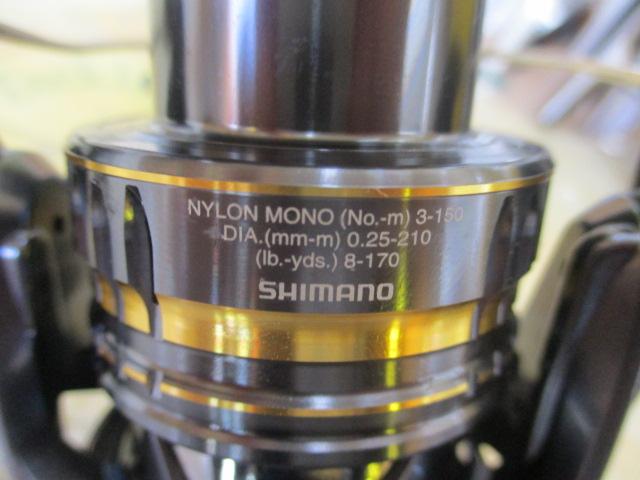 NYLON MONO (No.-m) 3-150
DIA.(mm-m) 0.25-210
(lb.-yds.) 8-170
SHIMANO